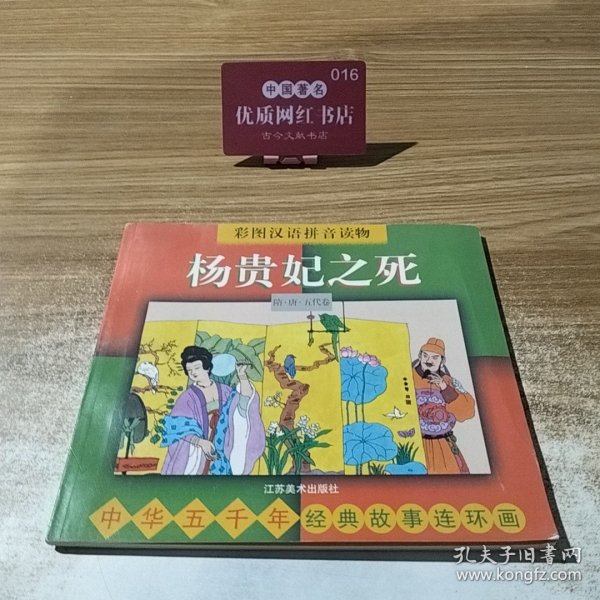 016
中国著名
优质网红书店
古今文献书店
彩图汉语拼音读物
杨贵妃之死
隋·唐·五代卷
江苏美术出版社
中华五千年经典故事连环画
孔夫子旧书网
www.kongfz.com